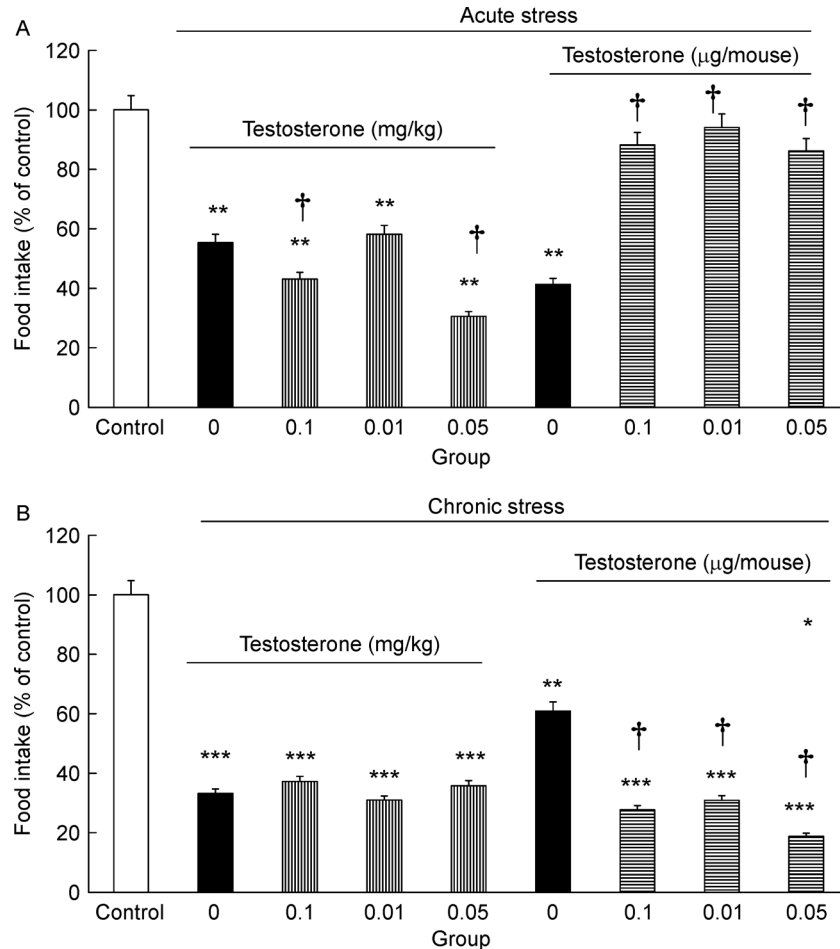 A
Acute stress
Testosterone (μg/mouse)
Testosterone (mg/kg)
Food intake (% of control)
120
100
80
60
40
20
0
** † ** ** † ** ** † † †
Control 0 0.1 0.01 0.05 0 0.1 0.01 0.05
Group
B
Chronic stress
Testosterone (μg/mouse)
Testosterone (mg/kg)
Food intake (% of control)
120
100
80
60
40
20
0
*** *** *** *** ** † *** † *** * † ***
Control 0 0.1 0.01 0.05 0 0.1 0.01 0.05
Group